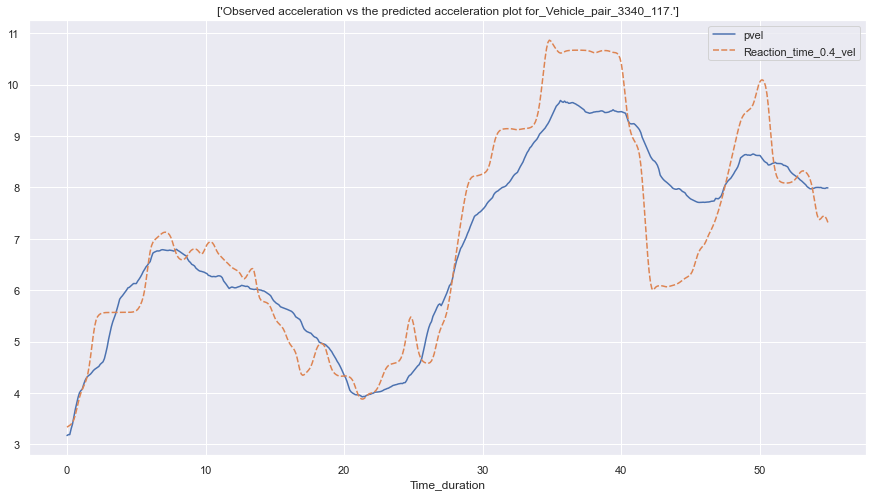 ['Observed acceleration vs the predicted acceleration plot for_Vehicle_pair_3340_117.']
pvel
Reaction_time_0.4_vel
11
10
9
8
7
6
5
4
3
0 10 20 30 40 50
Time_duration